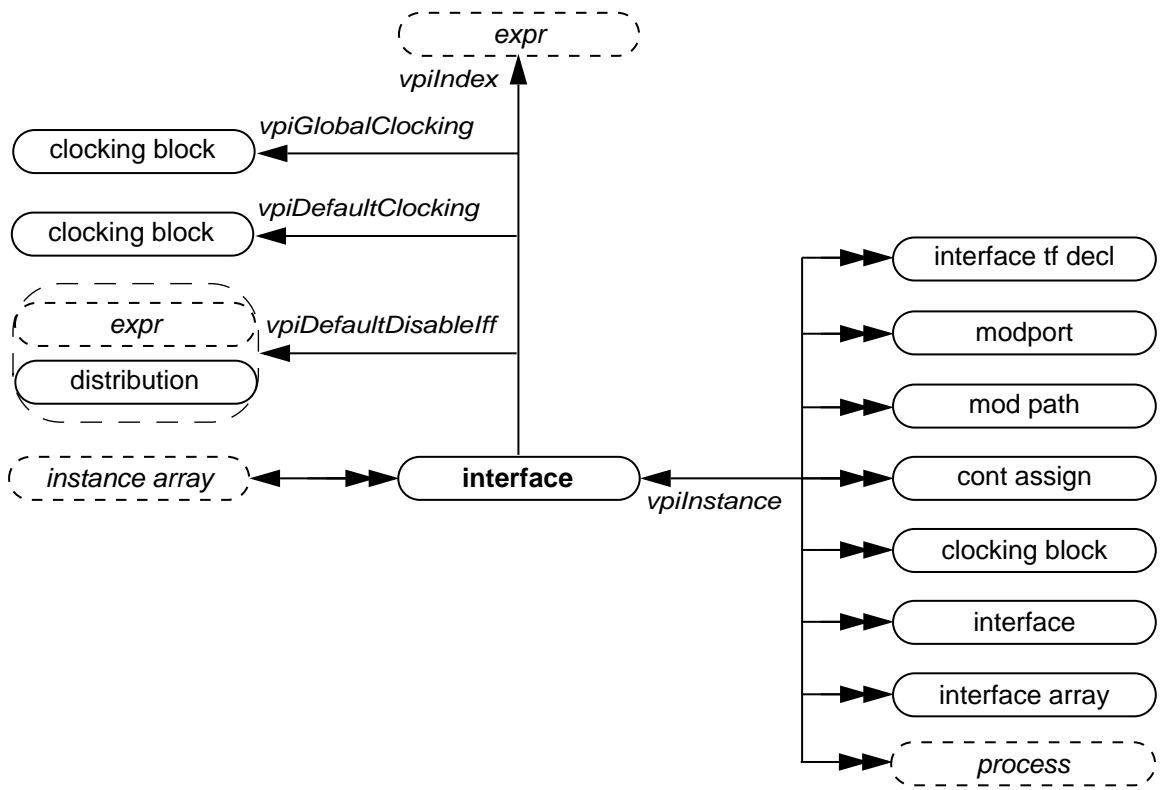 expr
vpiIndex
vpiGlobalClocking
clocking block
vpiDefaultClocking
clocking block
interface tf decl
expr
vpiDefaultDisableIff
modport
distribution
mod path
instance array
interface
vpiInstance
cont assign
clocking block
interface
interface array
process